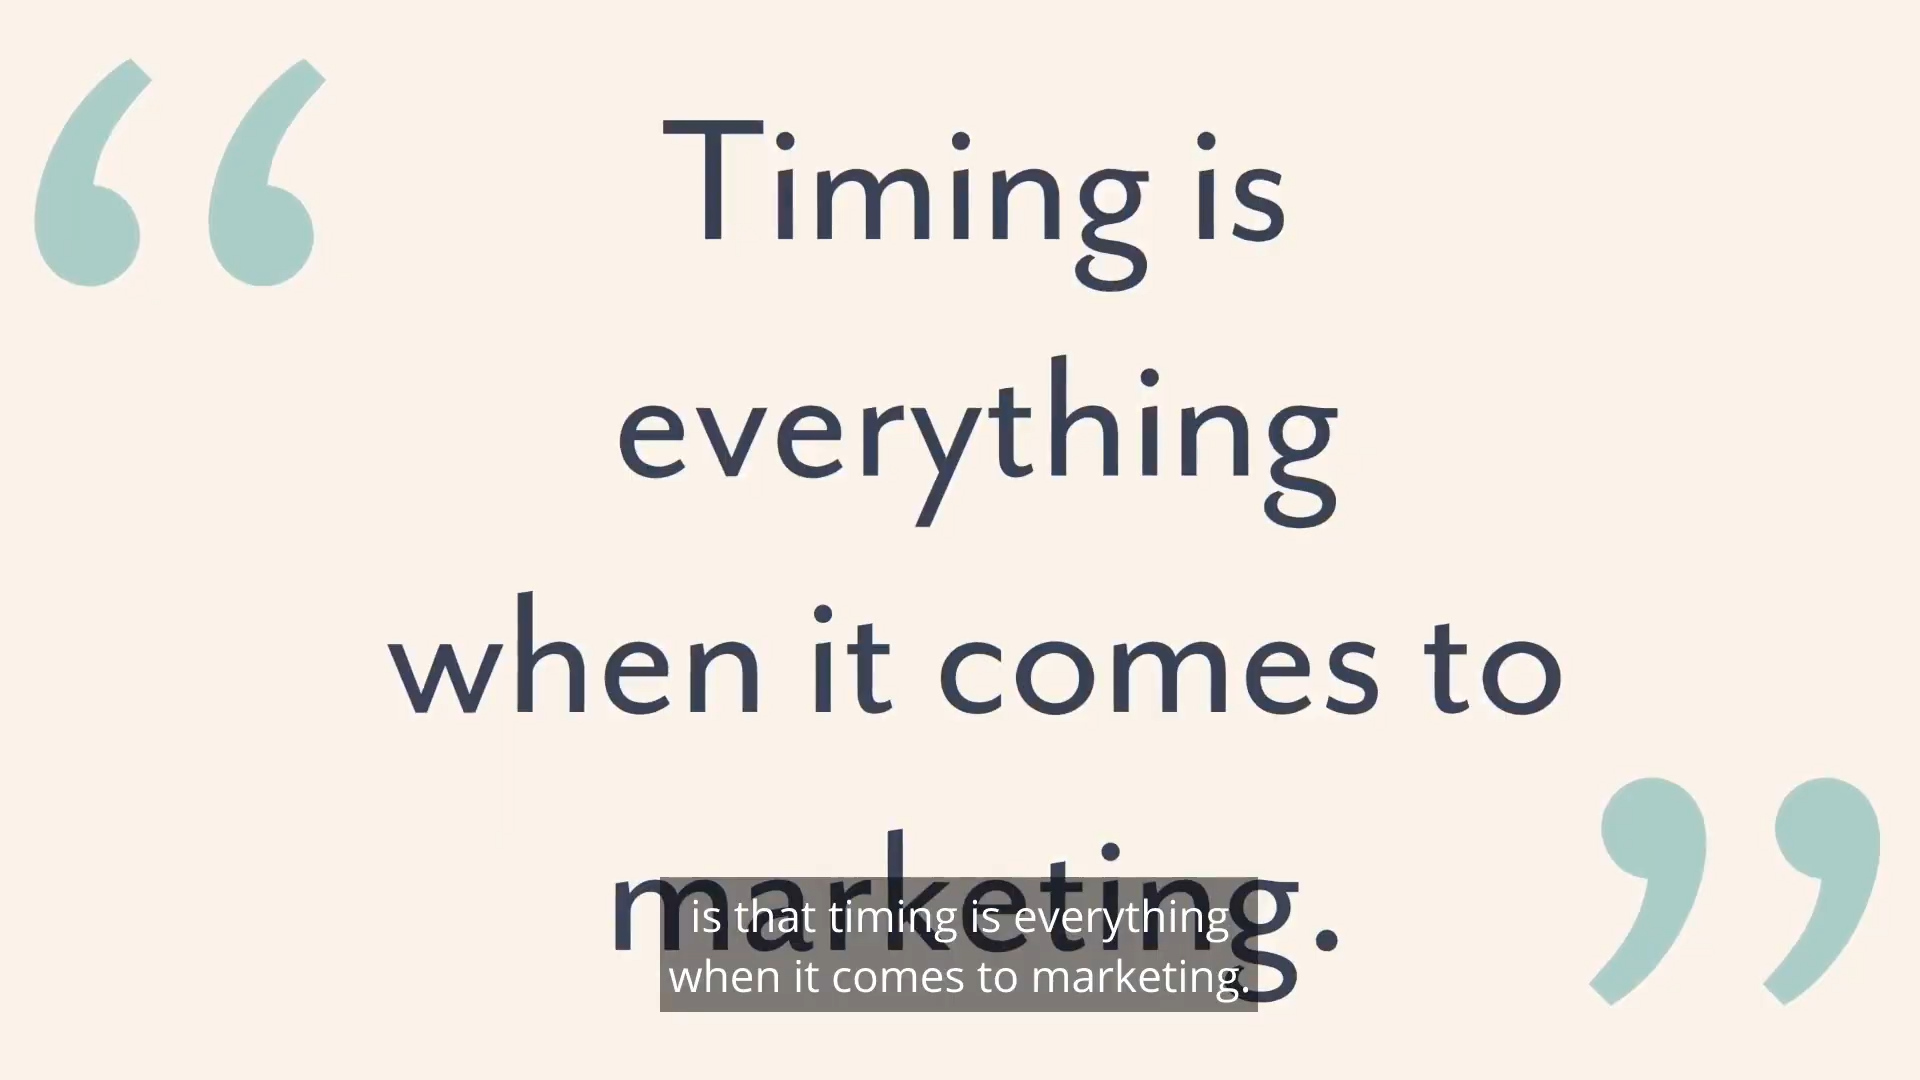 “
Timing is
everything
when it comes to
marketing.
”
is that timing is everything
when it comes to marketing.